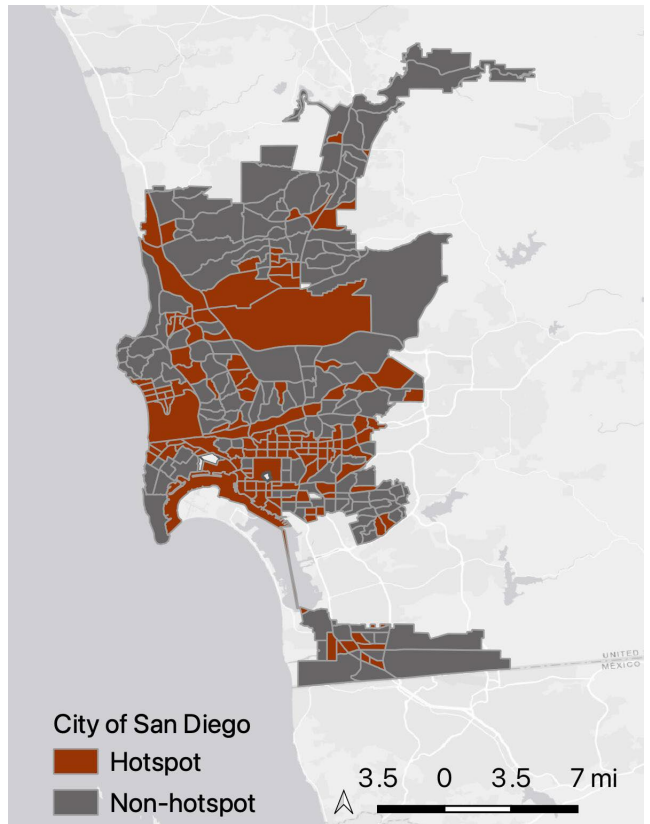 UNITED
MEXICO
City of San Diego
Hotspot
Non-hotspot
3.5 0 3.5 7 mi